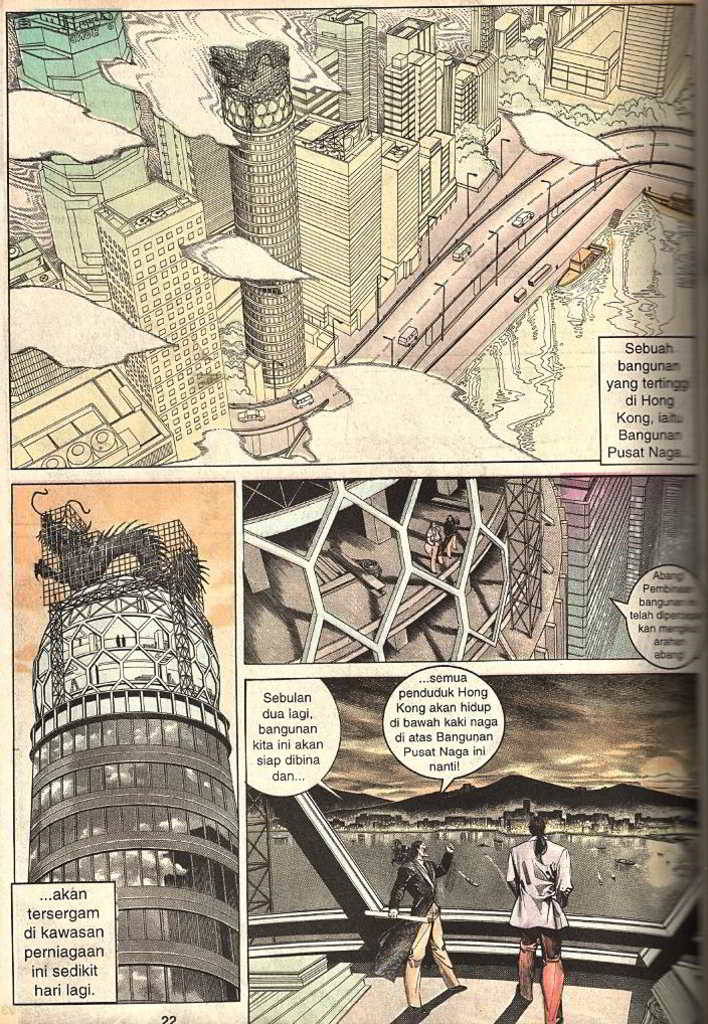 Sebuah
bangunan
yang tertinggi
di Hong
Kong, iaitu
Bangunan
Pusat Naga...
...akan
tersergam
di kawasan
perniagaan
ini sedikit
hari lagi.
Abang!
bangunan
telah
arahan
abang!
Sebulan
dua lagi,
bangunan
kita ini akan
siap dibina
dan...
...semua
penduduk Hong
Kong akan hidup
di bawah kaki naga
di atas Bangunan
Pusat Naga ini
nanti!
22